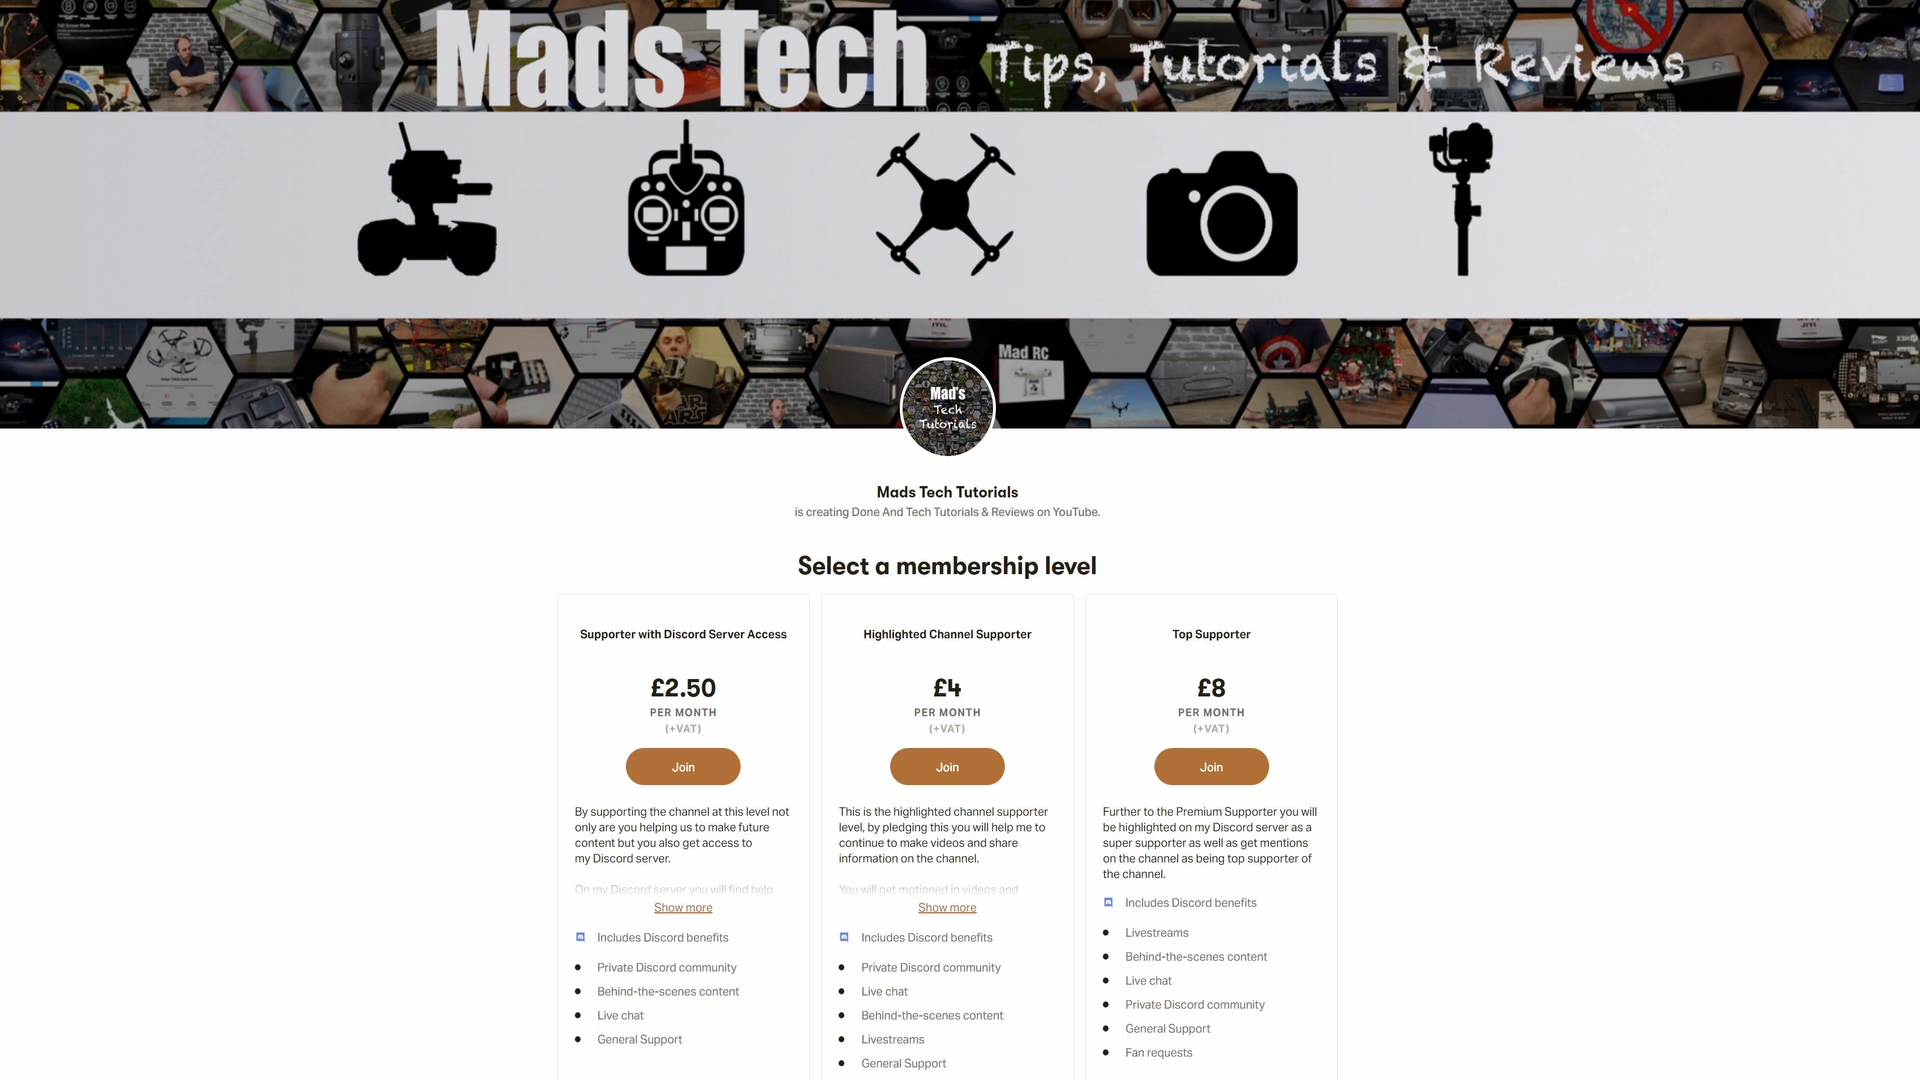 Mads Tech Tips, Tutorials & Reviews
Mad RC
Mad's
Tech
Tutorials
Mads Tech Tutorials
is creating Done And Tech Tutorials & Reviews on YouTube.
Select a membership level
Supporter with Discord Server Access
£2.50
PER MONTH
(+VAT)
Join
By supporting the channel at this level not
only are you helping us to make future
content but you also get access to
my Discord server.
On my Discord server you will find help
Show more
Includes Discord benefits
Private Discord community
Behind-the-scenes content
Live chat
General Support
Highlighted Channel Supporter
£4
PER MONTH
(+VAT)
Join
This is the highlighted channel supporter
level, by pledging this you will help me to
continue to make videos and share
information on the channel.
You will get motioned in videos and
Show more
Includes Discord benefits
Private Discord community
Live chat
Behind-the-scenes content
Livestreams
General Support
Top Supporter
£8
PER MONTH
(+VAT)
Join
Further to the Premium Supporter you will
be highlighted on my Discord server as a
super supporter as well as get mentions
on the channel as being top supporter of
the channel.
Includes Discord benefits
Livestreams
Behind-the-scenes content
Live chat
Private Discord community
General Support
Fan requests